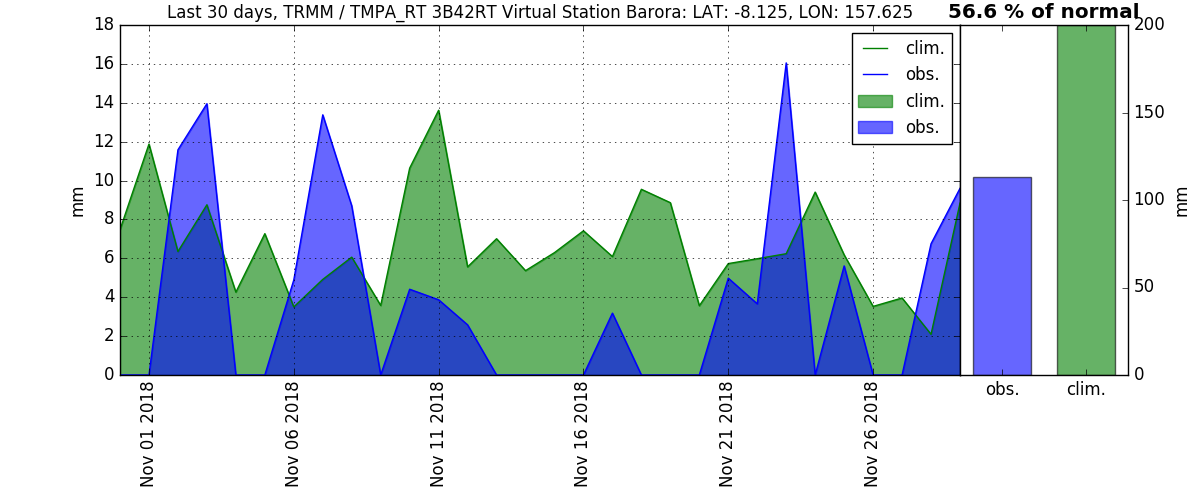 Last 30 days, TRMM / TMPA_RT 3B42RT Virtual Station Barora: LAT: -8.125, LON: 157.625
56.6 % of normal
18
16
14
12
10
8
6
4
2
0
mm
clim.
obs.
clim.
obs.
Nov 01 2018
Nov 06 2018
Nov 11 2018
Nov 16 2018
Nov 21 2018
Nov 26 2018
200
150
100
50
0
mm
obs.
clim.